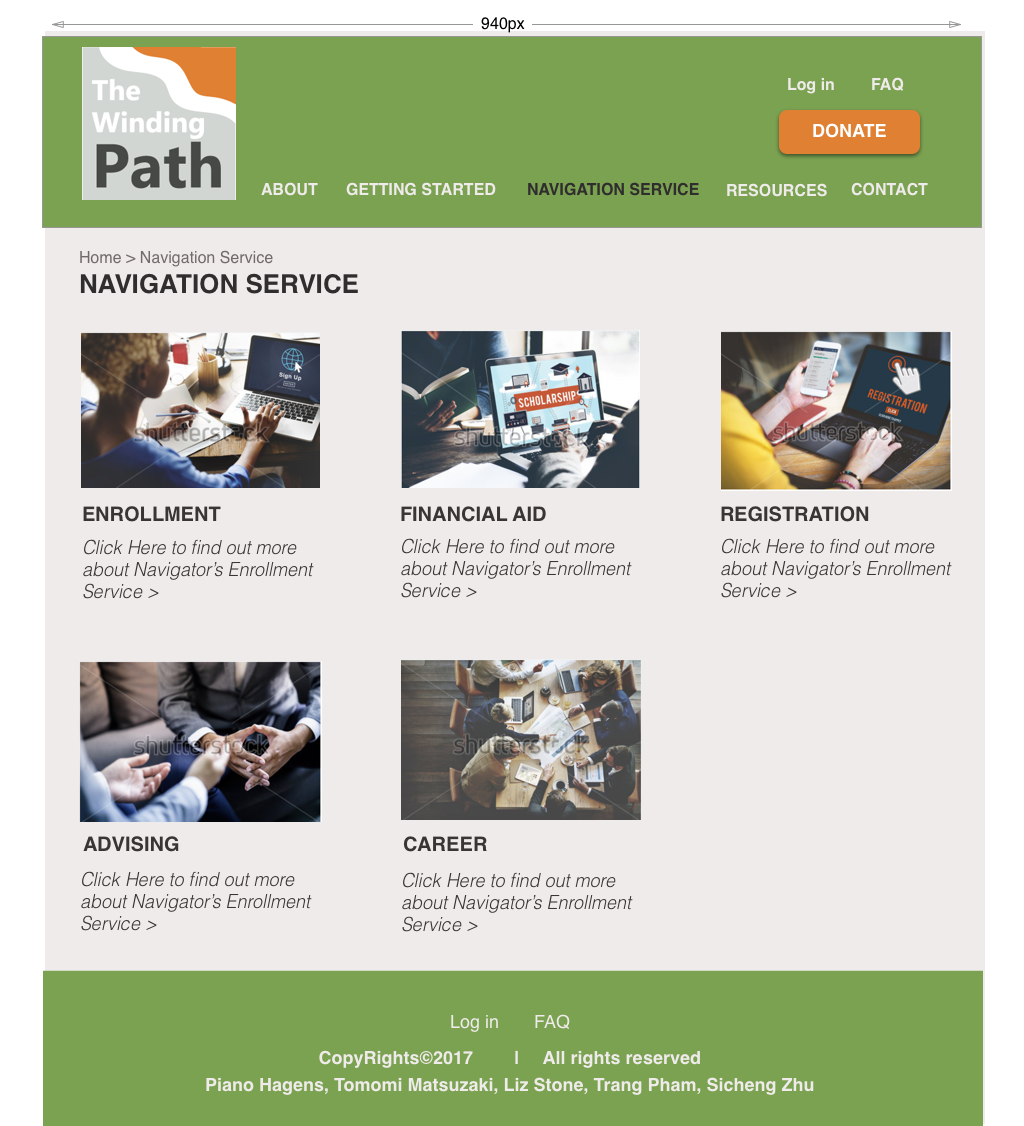 940px
The
Winding
Path
Log in FAQ
DONATE
ABOUT GETTING STARTED NAVIGATION SERVICE RESOURCES CONTACT
Home > Navigation Service
NAVIGATION SERVICE
Sign Up
shutterstock
SCHOLARSHIP
shutterstock
REGISTRATION
CLICK
shutterstock
ENROLLMENT
Click Here to find out more
about Navigator’s Enrollment
Service >
FINANCIAL AID
Click Here to find out more
about Navigator’s Enrollment
Service >
REGISTRATION
Click Here to find out more
about Navigator’s Enrollment
Service >
shutterstock
shutterstock
ADVISING
Click Here to find out more
about Navigator’s Enrollment
Service >
CAREER
Click Here to find out more
about Navigator’s Enrollment
Service >
Log in FAQ
CopyRights©2017 | All rights reserved
Piano Hagens, Tomomi Matsuzaki, Liz Stone, Trang Pham, Sicheng Zhu